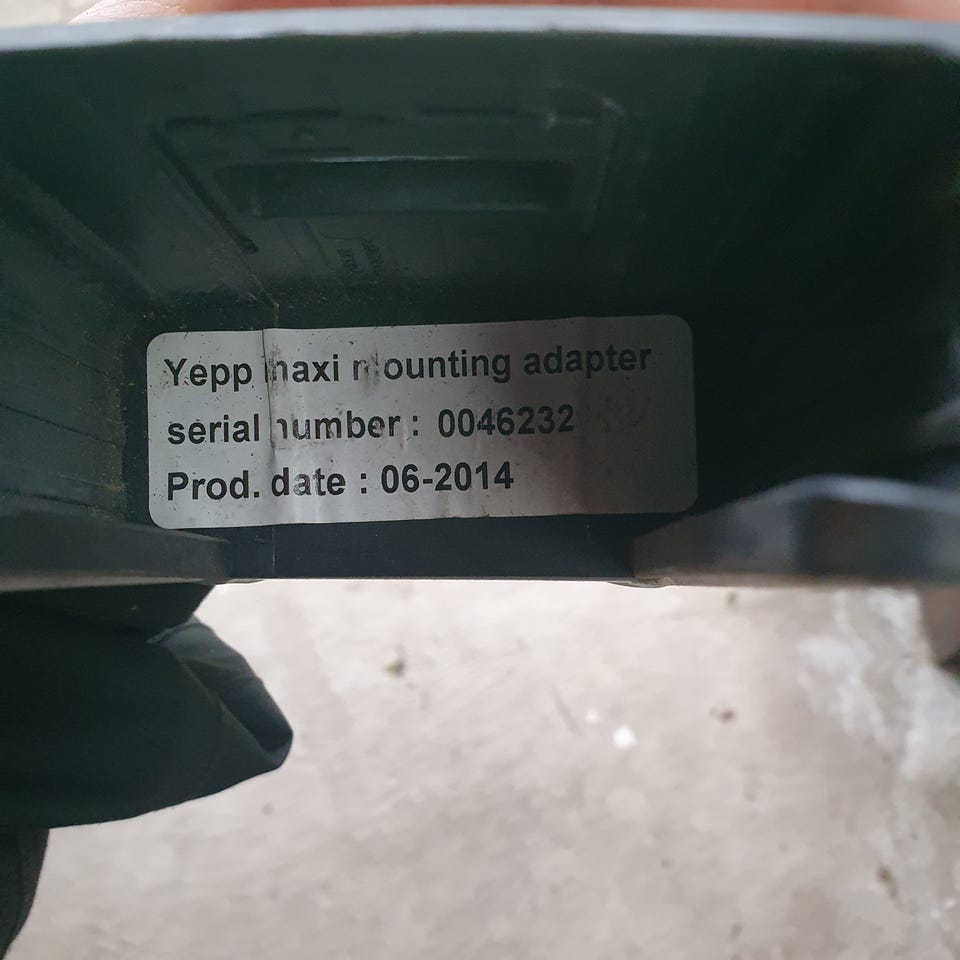 Yepp maxi mounting adapter
serial number : 0046232
Prod. date : 06-2014